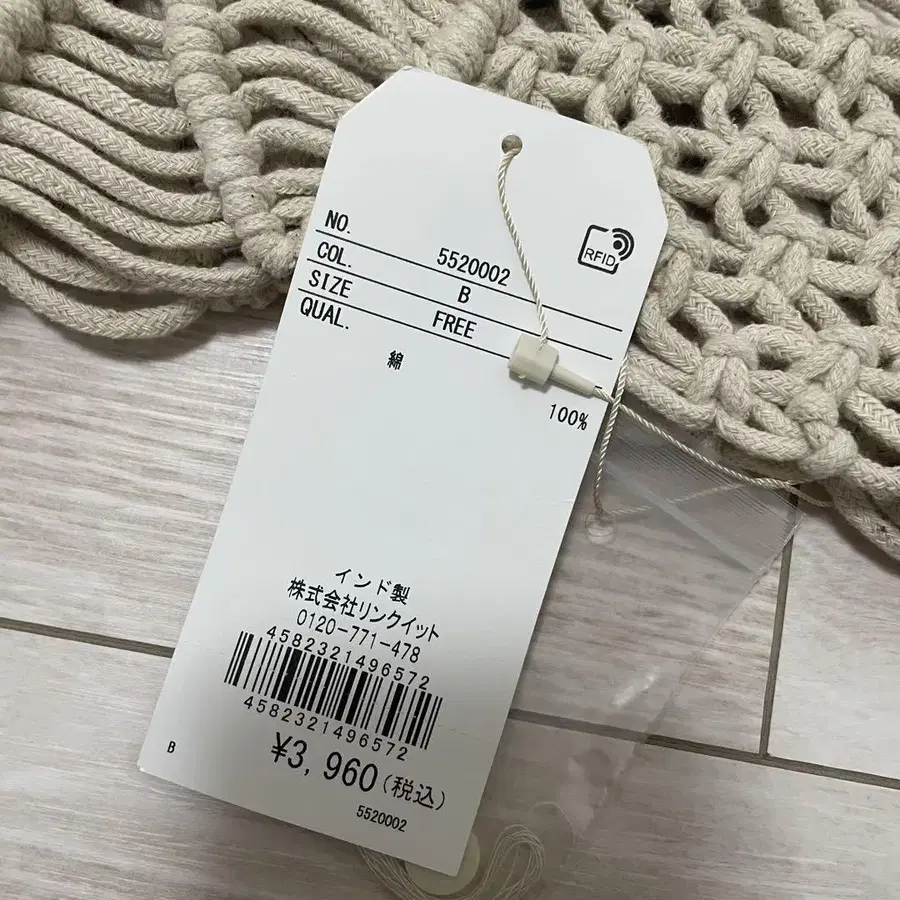 RFID
NO. 5520002
COL. B
SIZE FREE
QUAL.
綿 100%
インド製
株式会社リンクイット
0120-771-478
4582321496572
4582321496572
¥3,960(税込)
B
5520002